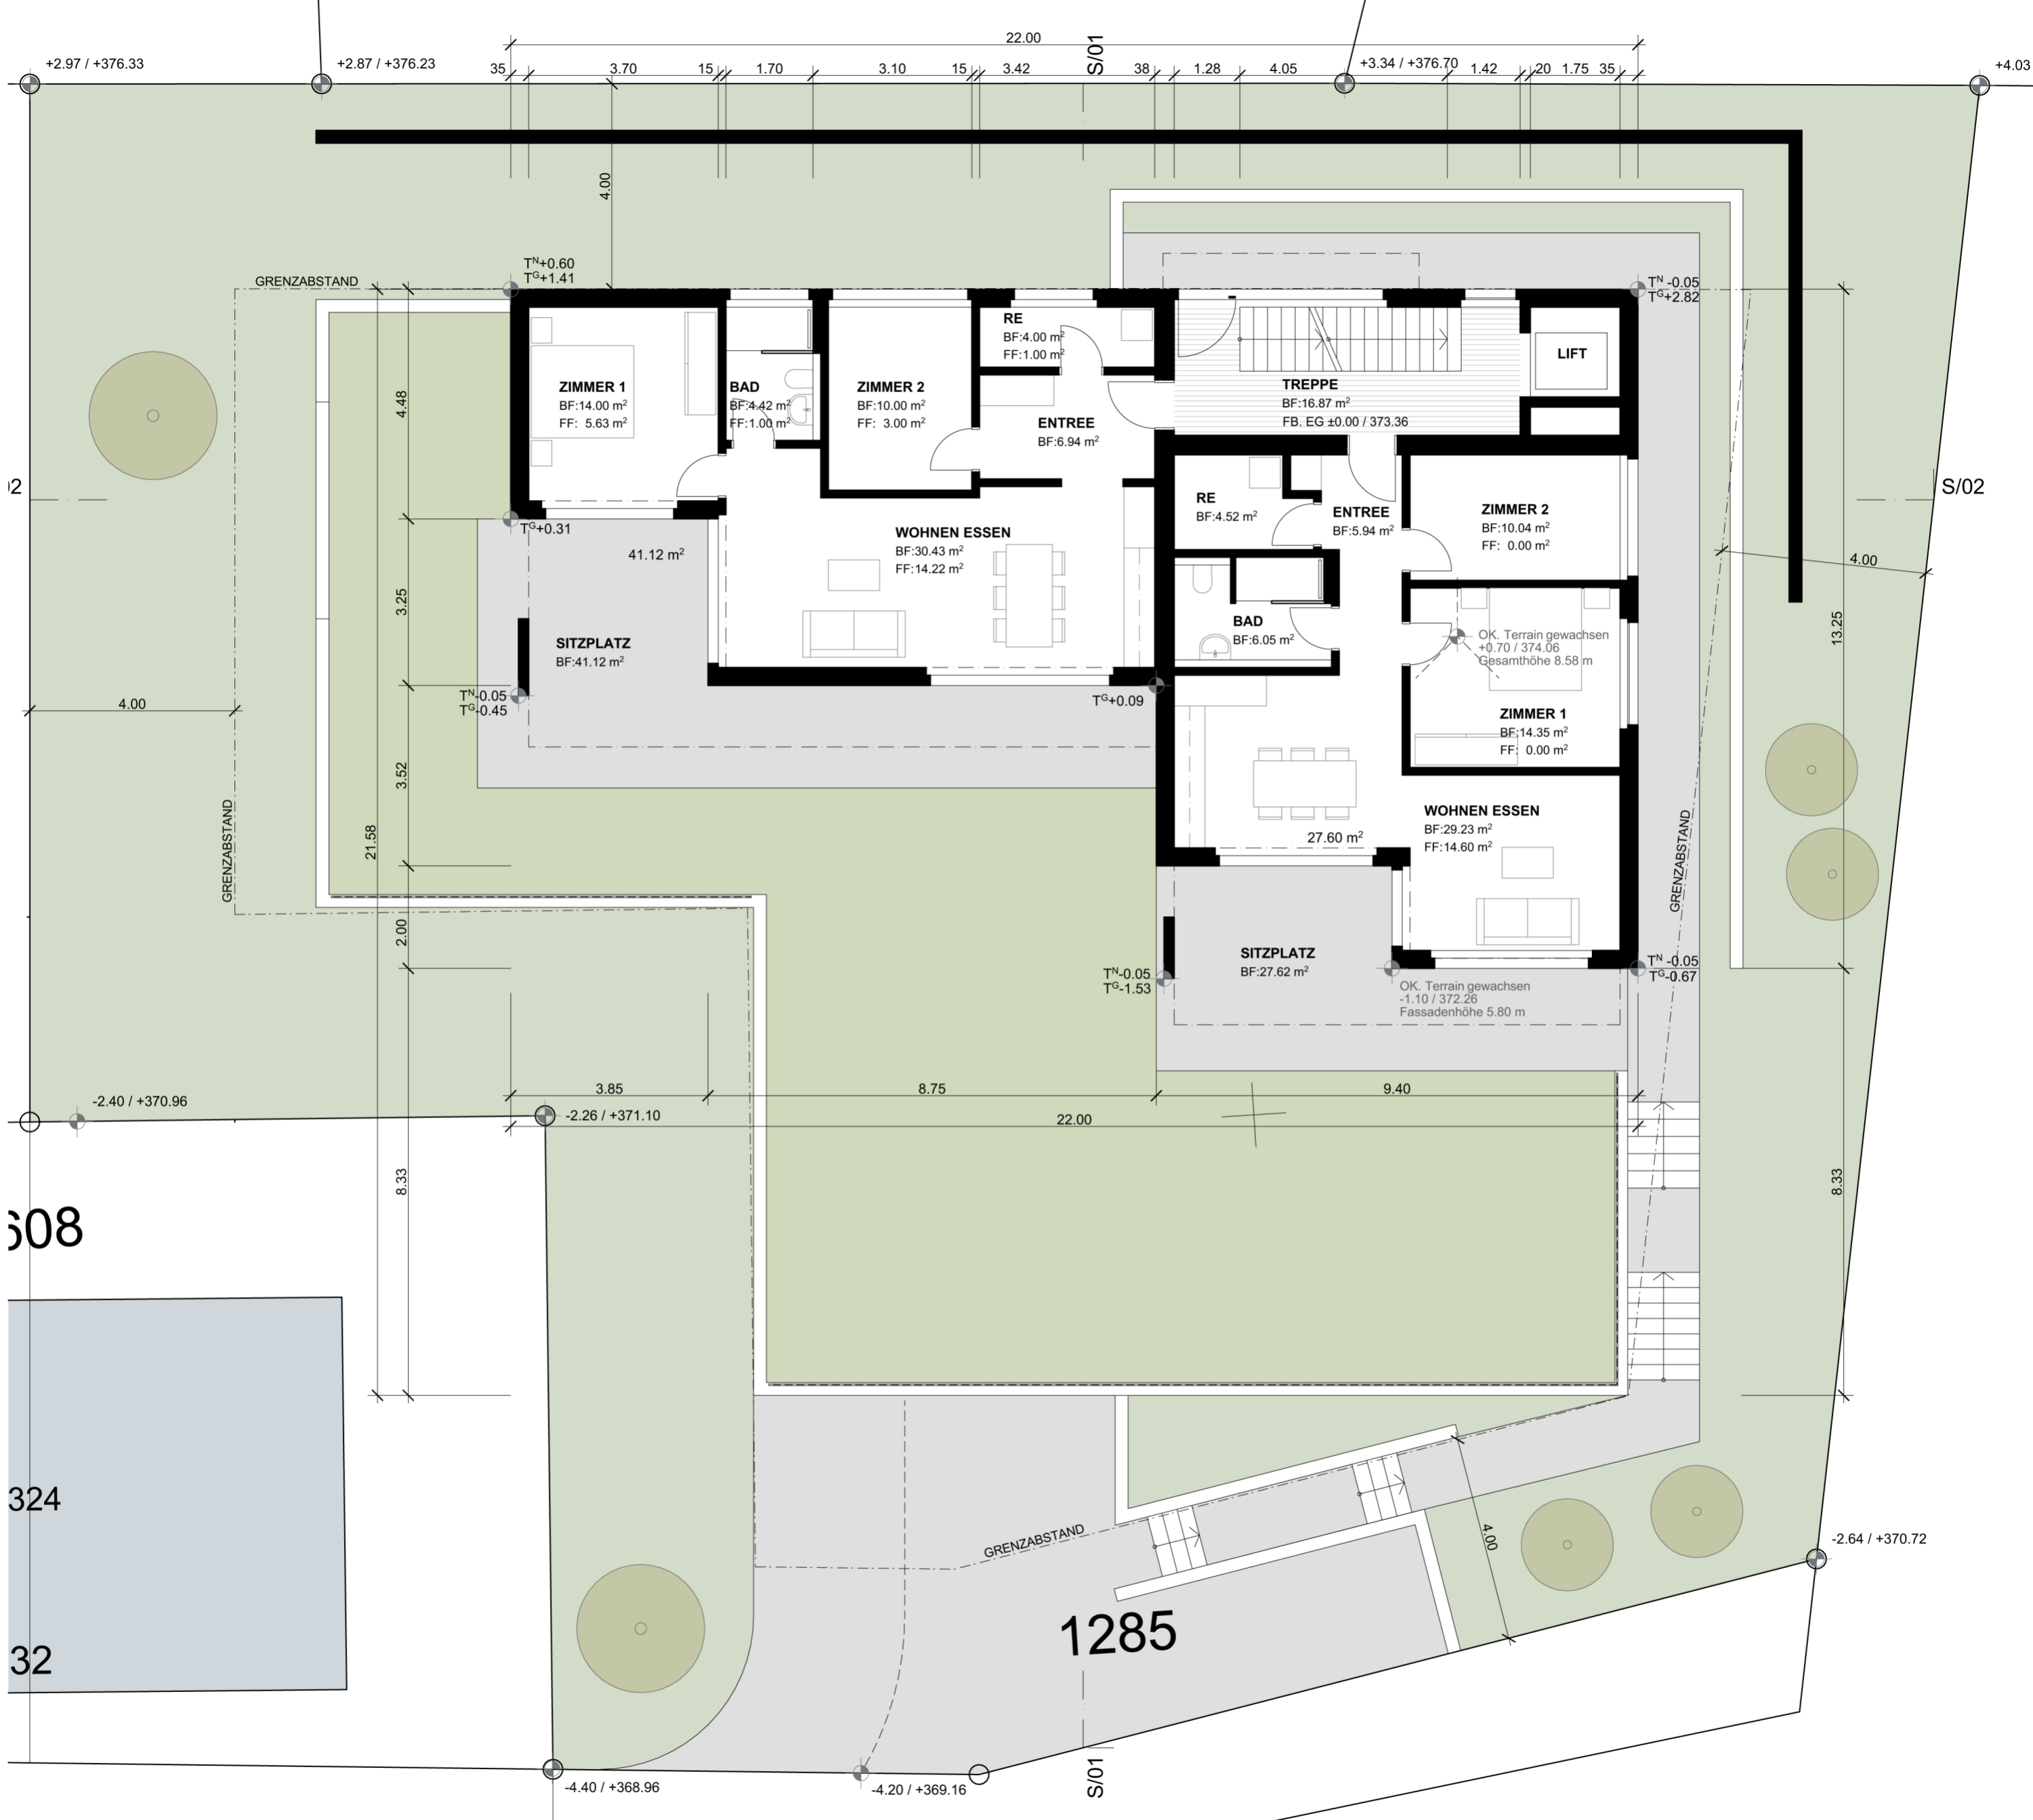 22.00
S/01
+2.97 / +376.33
+2.87 / +376.23
35
3.70
15
1.70
3.10
15
3.42
38
1.28
4.05
+3.34 / +376.70
1.42
20
1.75
35
+4.03
4.00
GRENZABSTAND
Tᴺ+0.60
Tᴳ+1.41
Tᴺ -0.05
Tᴳ+2.82
RE
BF:4.00 m²
FF:1.00 m²
LIFT
ZIMMER 1
BF:14.00 m²
FF: 5.63 m²
BAD
BF:4.42 m²
FF:1.00 m²
ZIMMER 2
BF:10.00 m²
FF: 3.00 m²
TREPPE
BF:16.87 m²
FB. EG ±0.00 / 373.36
4.48
ENTREE
BF:6.94 m²
S/02
RE
BF:4.52 m²
ENTREE
BF:5.94 m²
ZIMMER 2
BF:10.04 m²
FF: 0.00 m²
Tᴳ+0.31
41.12 m²
WOHNEN ESSEN
BF:30.43 m²
FF:14.22 m²
4.00
3.25
13.25
SITZPLATZ
BF:41.12 m²
BAD
BF:6.05 m²
OK. Terrain gewachsen
+0.70 / 374.06
Gesamthöhe 8.58 m
Tᴺ-0.05
Tᴳ-0.45
Tᴳ+0.09
4.00
ZIMMER 1
BF:14.35 m²
FF: 0.00 m²
3.52
21.58
GRENZABSTAND
27.60 m²
WOHNEN ESSEN
BF:29.23 m²
FF:14.60 m²
GRENZABSTAND
2.00
SITZPLATZ
BF:27.62 m²
Tᴺ-0.05
Tᴳ-1.53
Tᴺ -0.05
Tᴳ-0.67
OK. Terrain gewachsen
-1.10 / 372.26
Fassadenhöhe 5.80 m
3.85
8.75
9.40
-2.40 / +370.96
-2.26 / +371.10
22.00
8.33
8.33
608
324
GRENZABSTAND
4.00
-2.64 / +370.72
1285
32
S/01
-4.40 / +368.96
-4.20 / +369.16